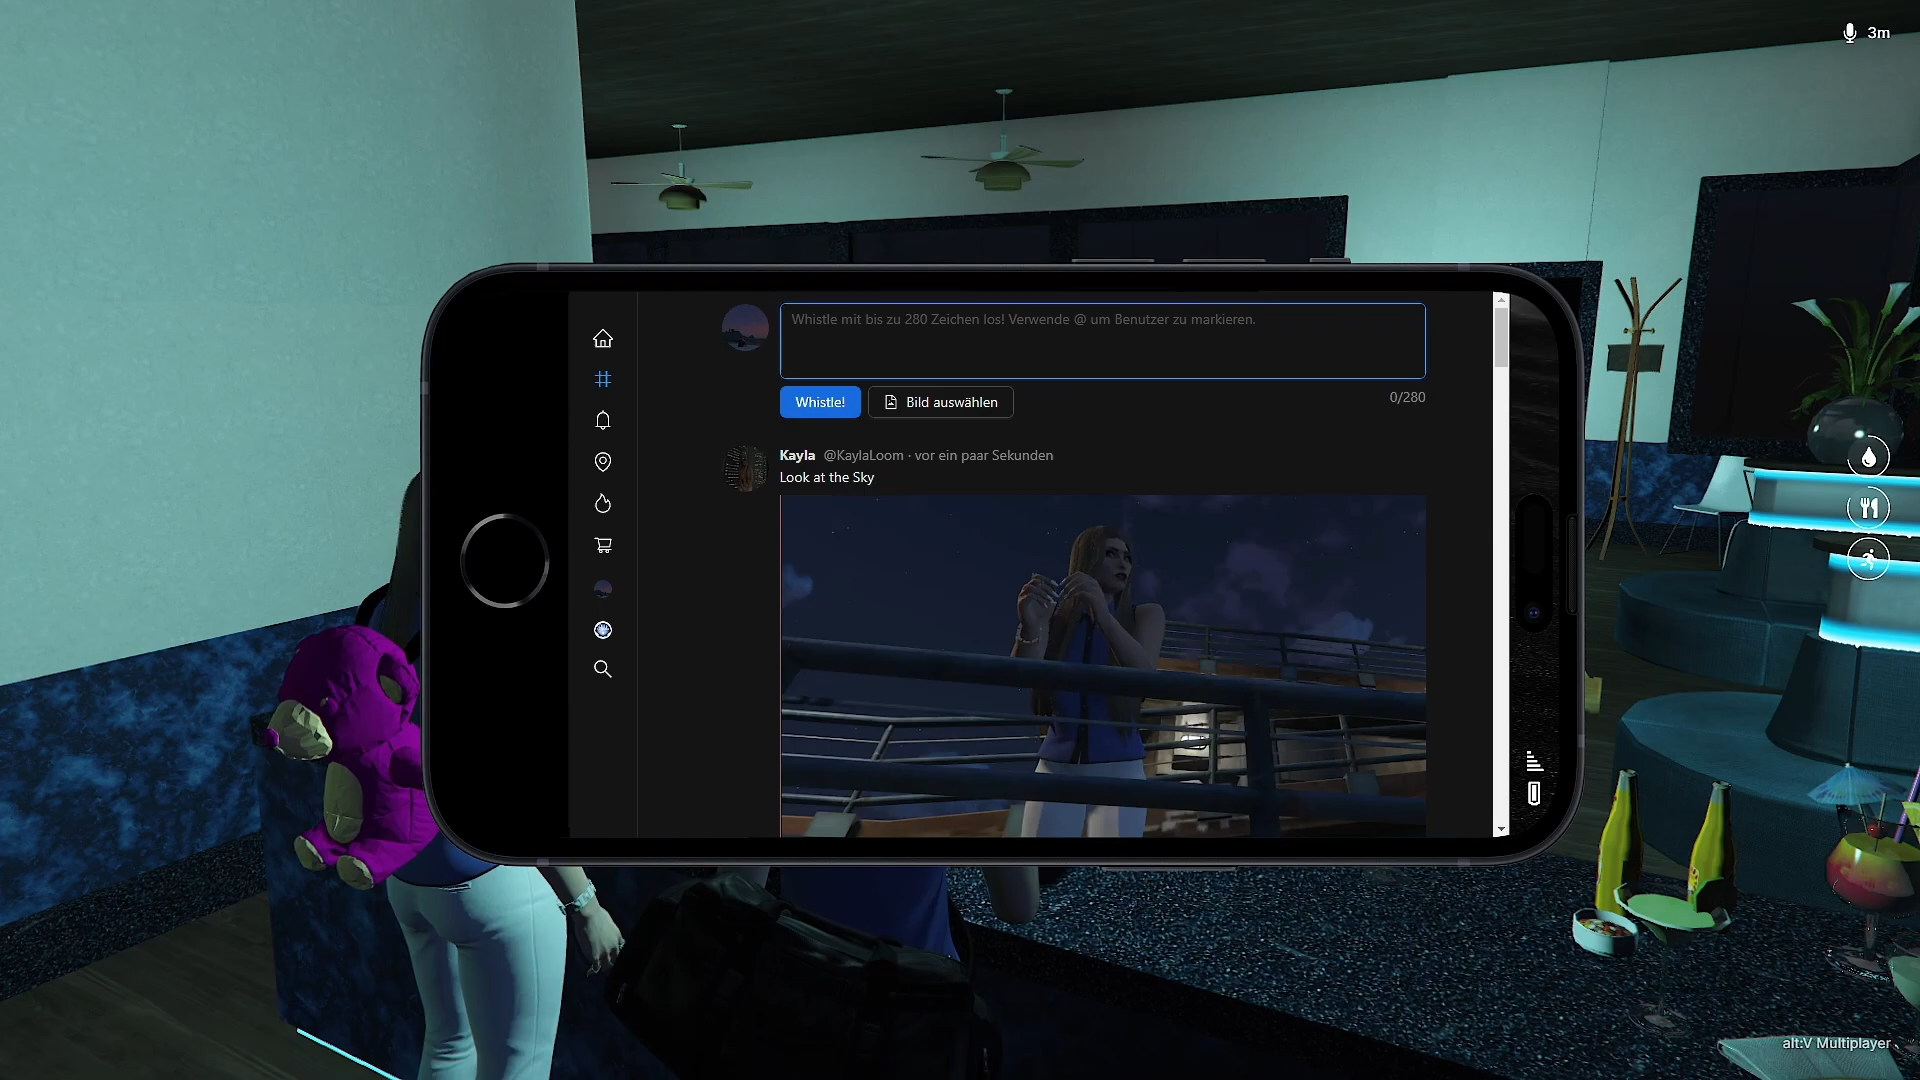 3m
Whistle mit bis zu 280 Zeichen los! Verwende @ um Benutzer zu markieren.
Whistle!
Bild auswählen
0/280
Kayla @KaylaLoom · vor ein paar Sekunden
Look at the Sky
alt:V Multiplayer